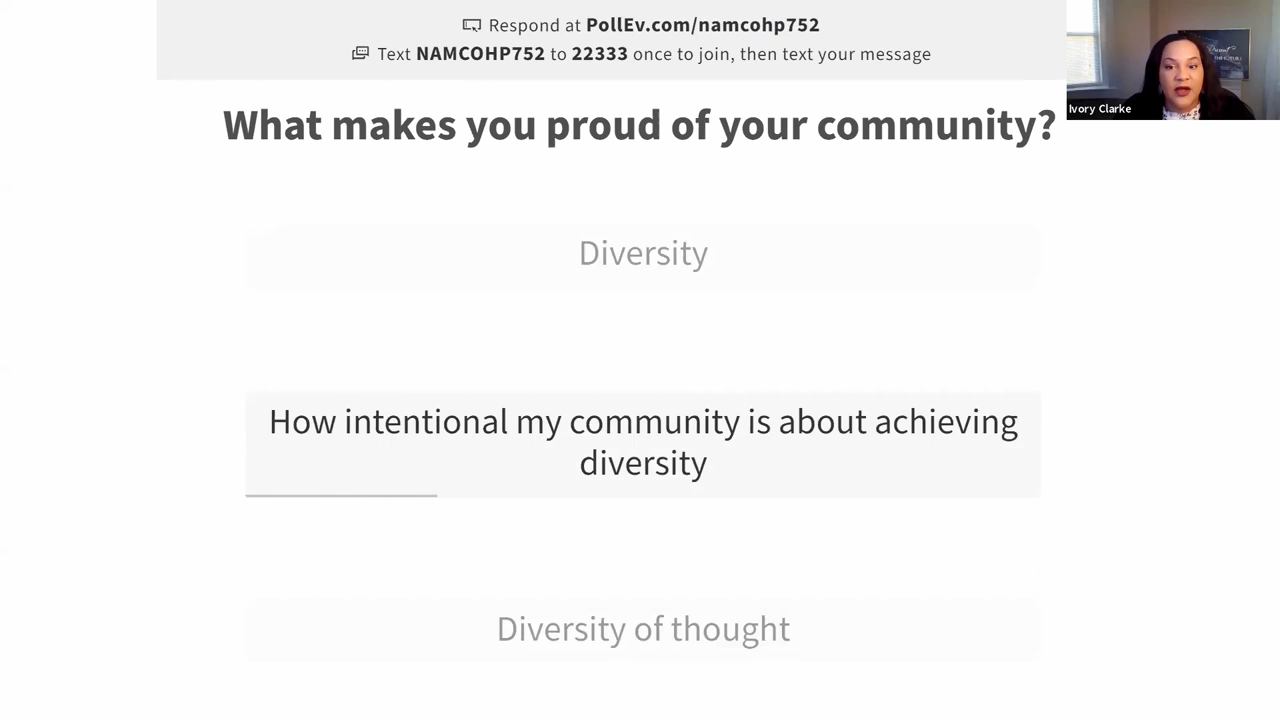 Respond at PollEv.com/namcohp752
Text NAMCOHP752 to 22333 once to join, then text your message
Ivory Clarke
What makes you proud of your community?
Diversity
How intentional my community is about achieving
diversity
Diversity of thought